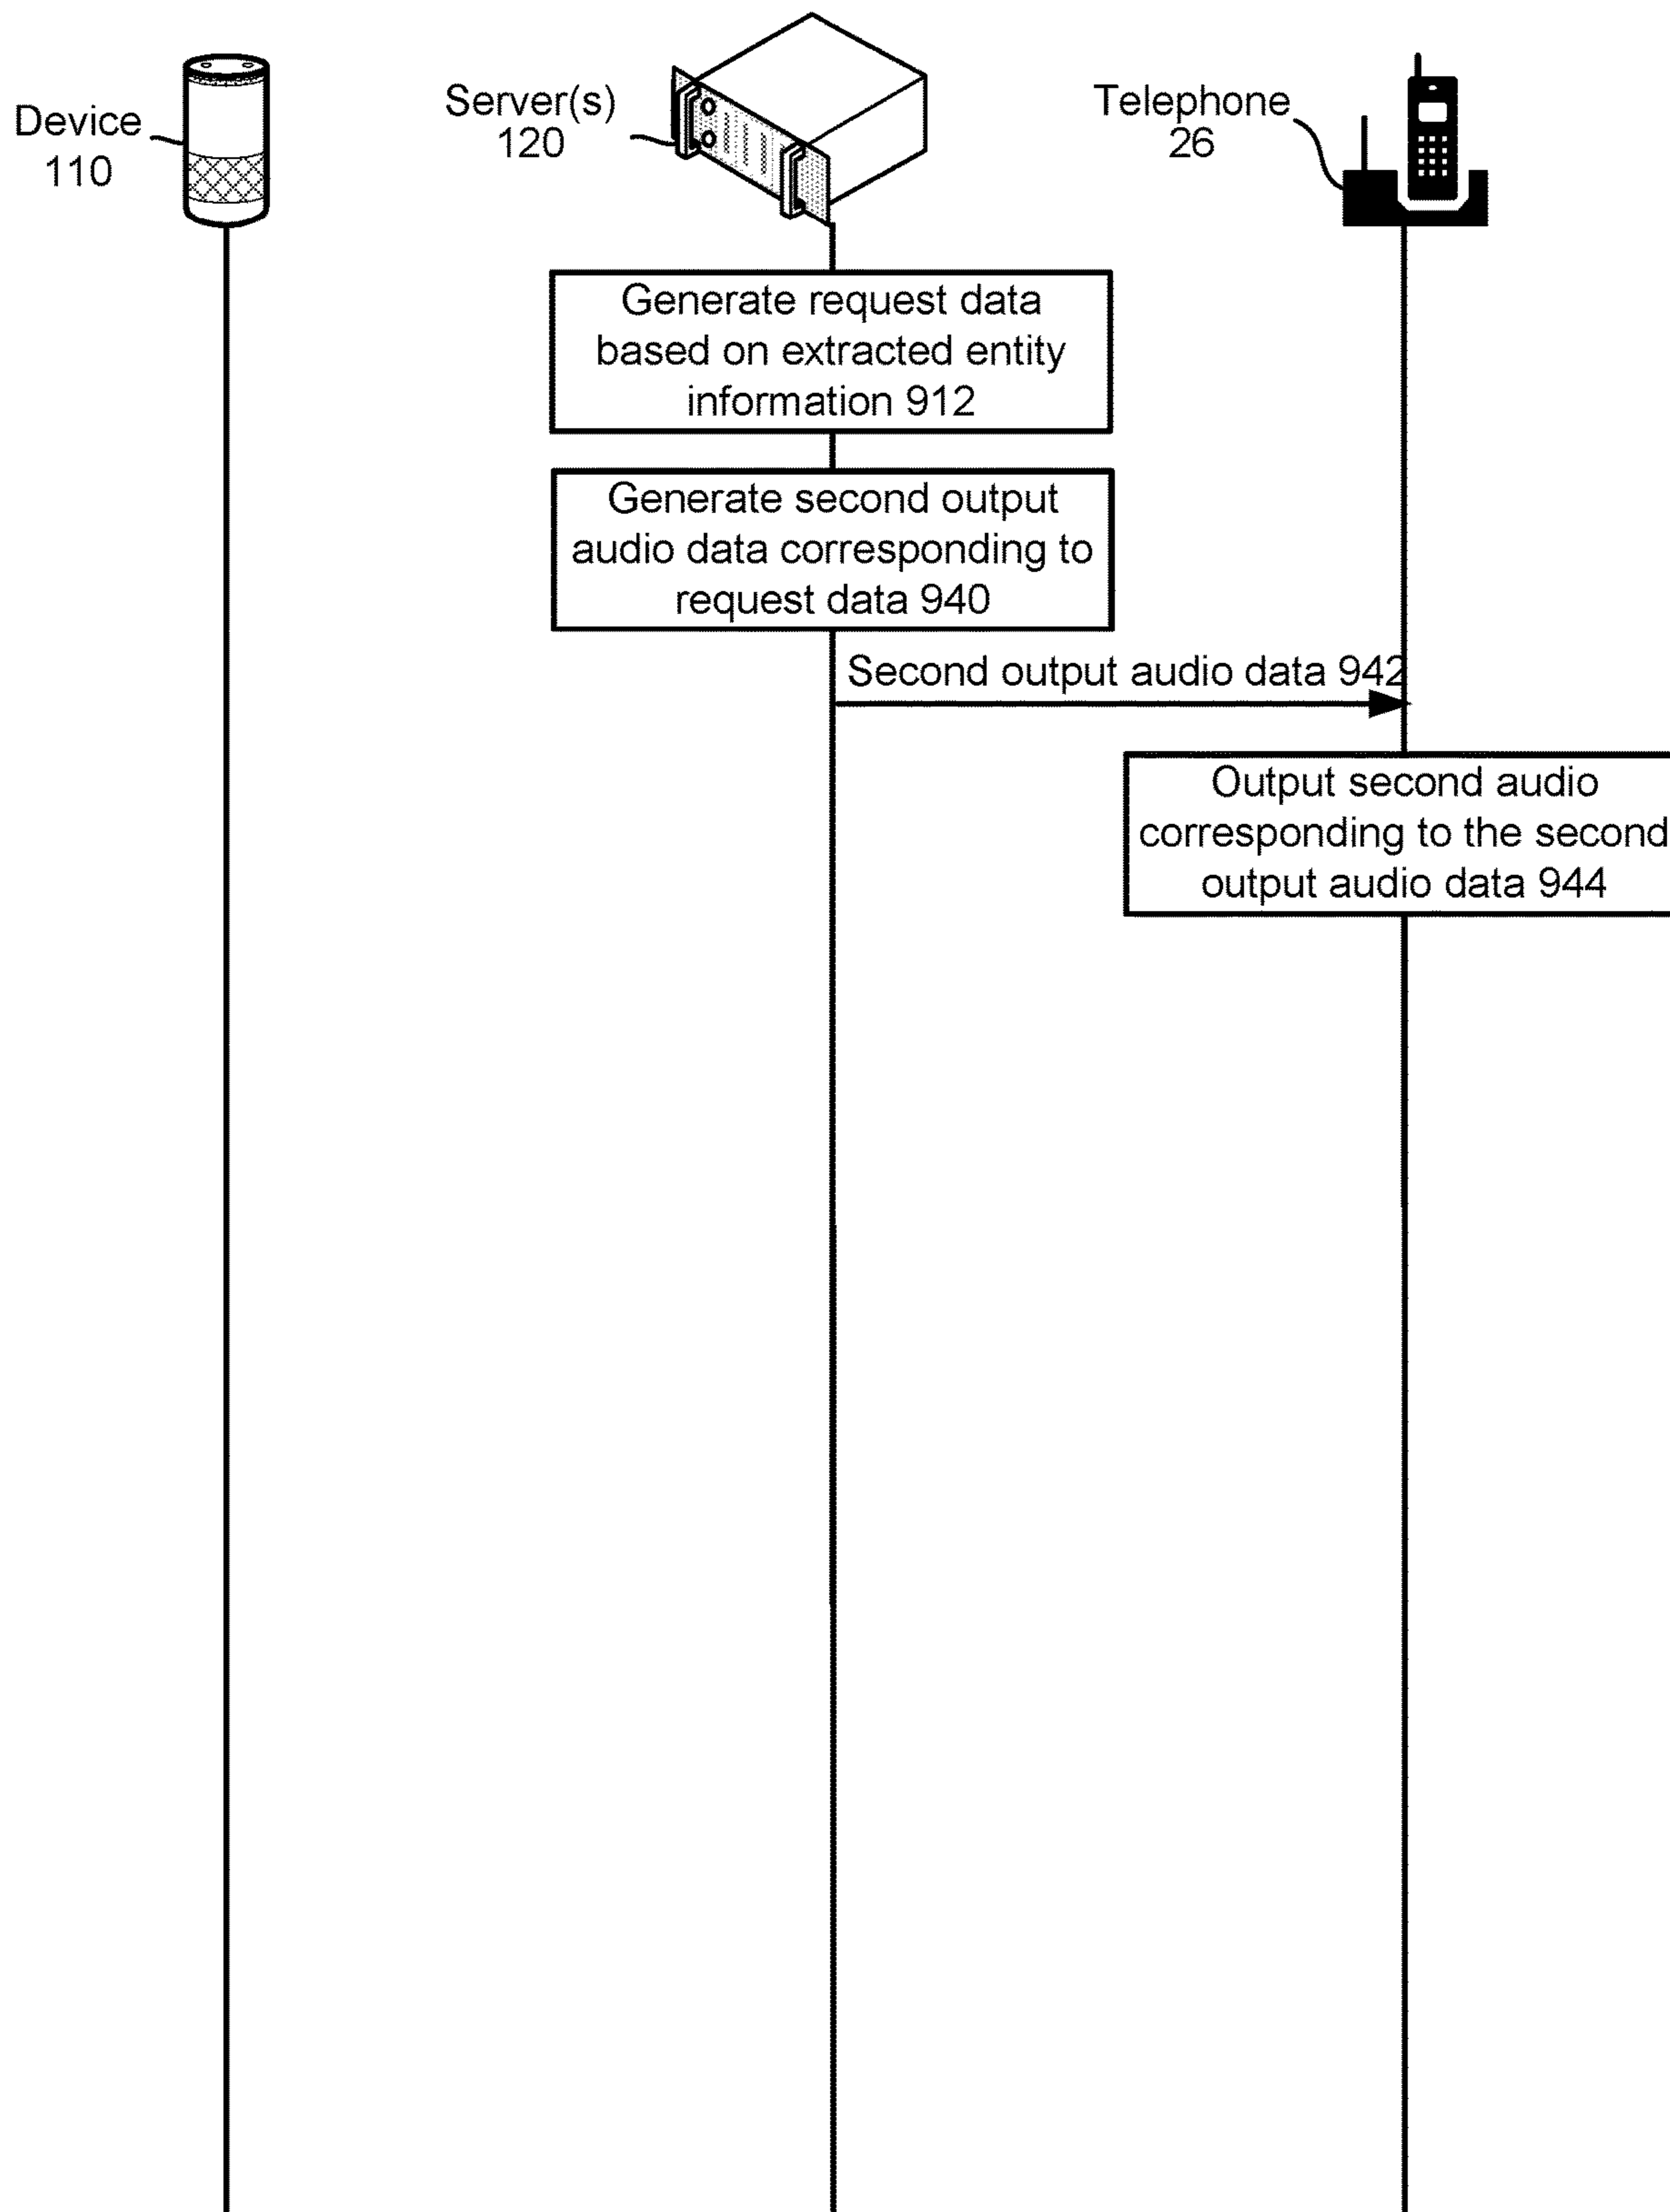 Device
110
Server(s)
120
Telephone
26
Generate request data
based on extracted entity
information 912
Generate second output
audio data corresponding to
request data 940
Second output audio data 942
Output second audio
corresponding to the second
output audio data 944